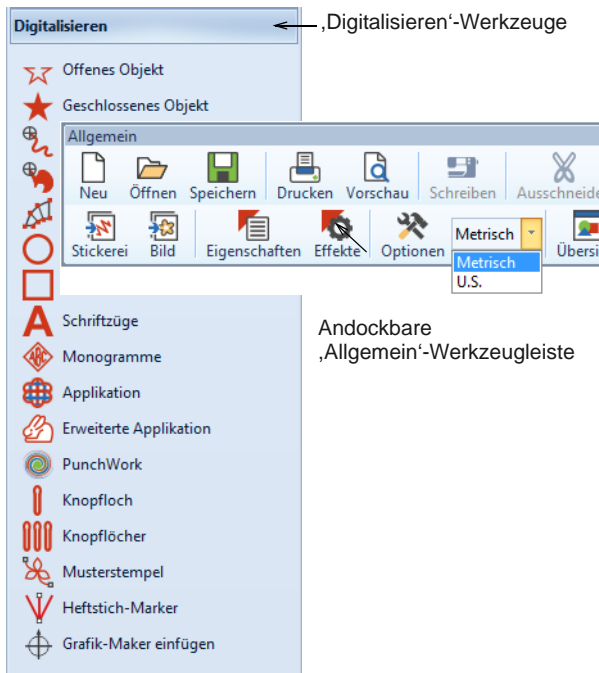 Digitalisieren
‚Digitalisieren‘-Werkzeuge
Offenes Objekt
Geschlossenes Objekt
Allgemein
Neu Öffnen Speichern Drucken Vorschau Schreiben Ausschneide
Stickerei Bild Eigenschaften Effekte Optionen Metrisch Übersi
Metrisch
U.S.
Andockbare
‚Allgemein‘-Werkzeugleiste
Schriftzüge
Monogramme
Applikation
Erweiterte Applikation
PunchWork
Knopfloch
Knopflöcher
Musterstempel
Heftstich-Marker
Grafik-Maker einfügen